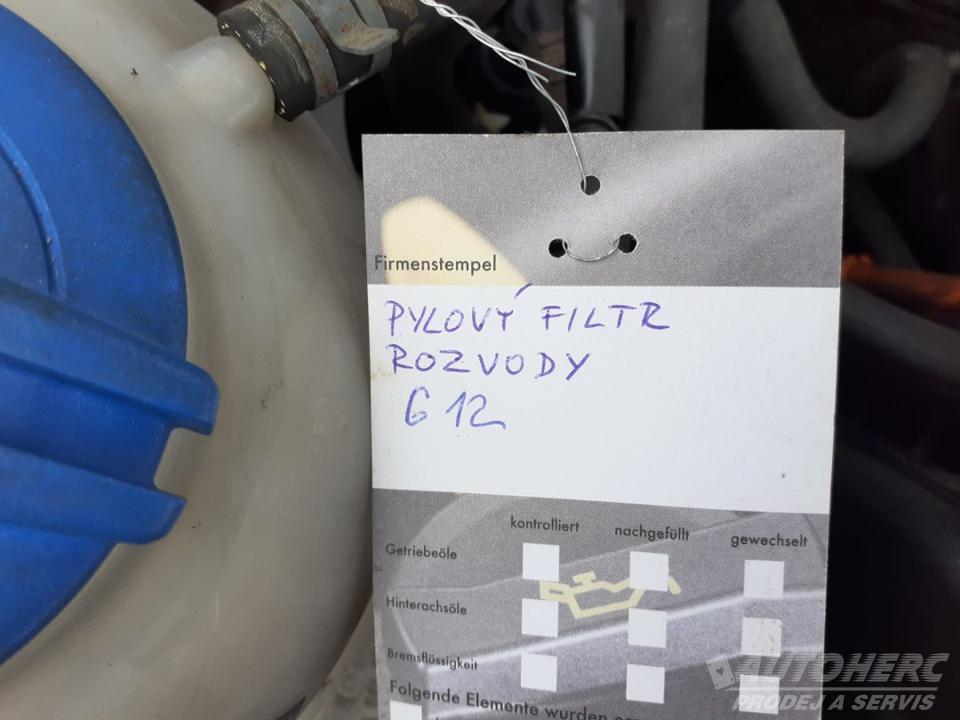 Firmenstempel
PYLOVÝ FILTR
ROZVODY
G 12
kontrolliert nachgefüllt gewechselt
Getriebeöle
Hinterachsöle
Bremsflüssigkeit
Folgende Elemente wurden
AUTOHERC
PRODEJ A SERVIS